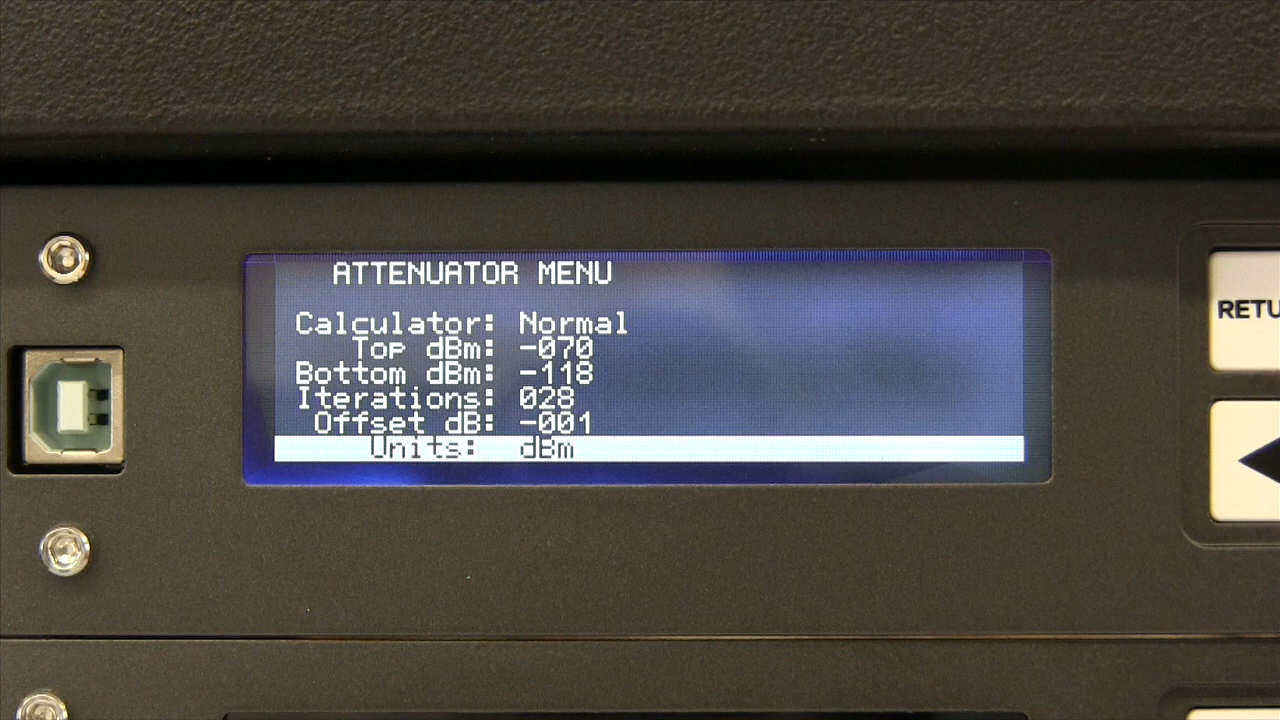 ATTENUATOR MENU
Calculator: Normal
Top dBm: -070
Bottom dBm: -118
Iterations: 028
Offset dB: -001
Units: dBm
RETU